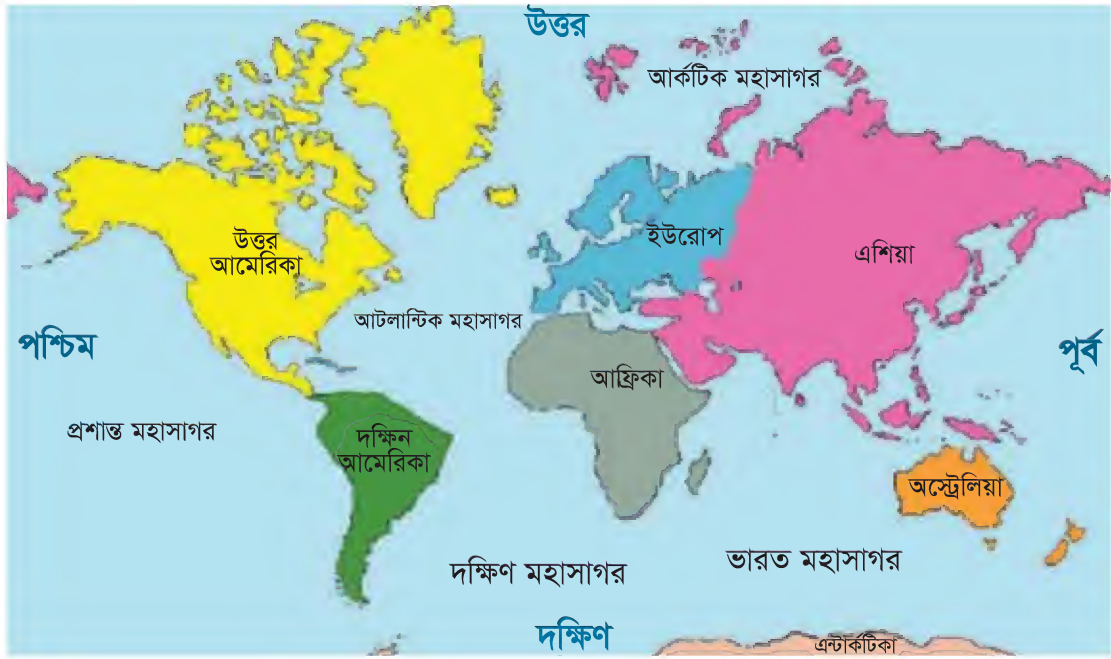 উত্তর
আর্কটিক মহাসাগর
উত্তর
আমেরিকা
ইউরোপ
এশিয়া
আটলান্টিক মহাসাগর
পশ্চিম
পূর্ব
আফ্রিকা
প্রশান্ত মহাসাগর
দক্ষিন
আমেরিকা
অস্ট্রেলিয়া
ভারত মহাসাগর
দক্ষিণ মহাসাগর
দক্ষিণ
এন্টার্কটিকা